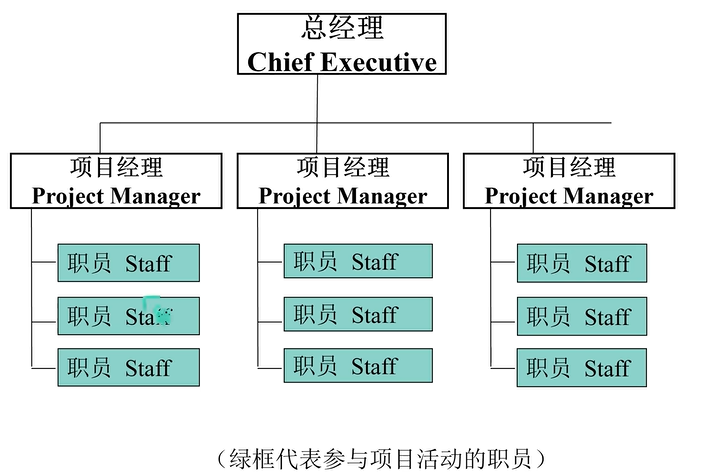 总经理
Chief Executive
项目经理 项目经理 项目经理
Project Manager Project Manager Project Manager
职员 Staff 职员 Staff 职员 Staff
职员 Staff 职员 Staff 职员 Staff
职员 Staff 职员 Staff 职员 Staff
（绿框代表参与项目活动的职员）